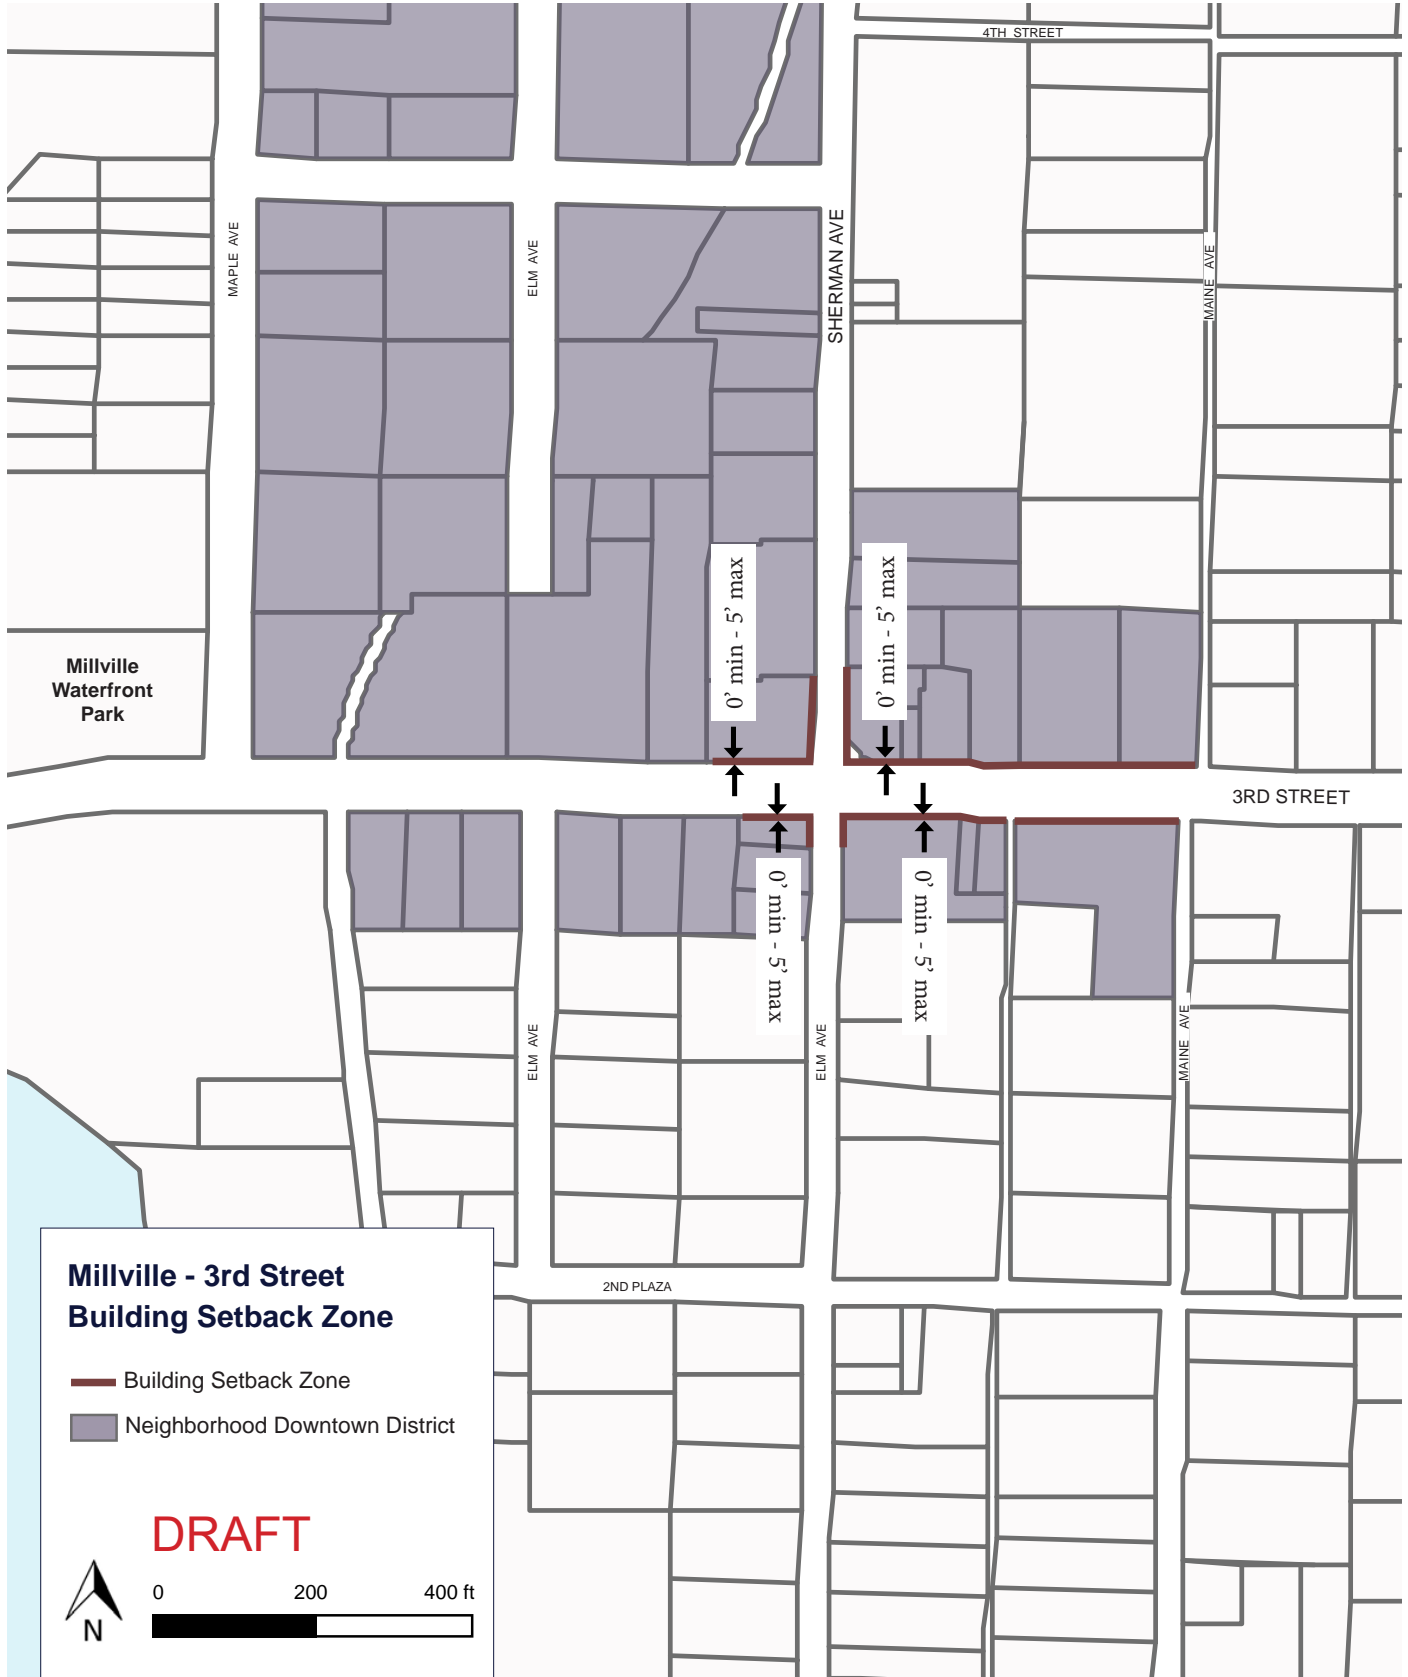 4TH STREET
MAPLE AVE
ELM AVE
SHERMAN AVE
MAINE AVE
0' min - 5' max
0' min - 5' max
Millville
Waterfront
Park
3RD STREET
0' min - 5' max
0' min - 5' max
ELM AVE
ELM AVE
MAINE AVE
2ND PLAZA
Millville - 3rd Street
Building Setback Zone
Building Setback Zone
Neighborhood Downtown District
DRAFT
0 200 400 ft
N